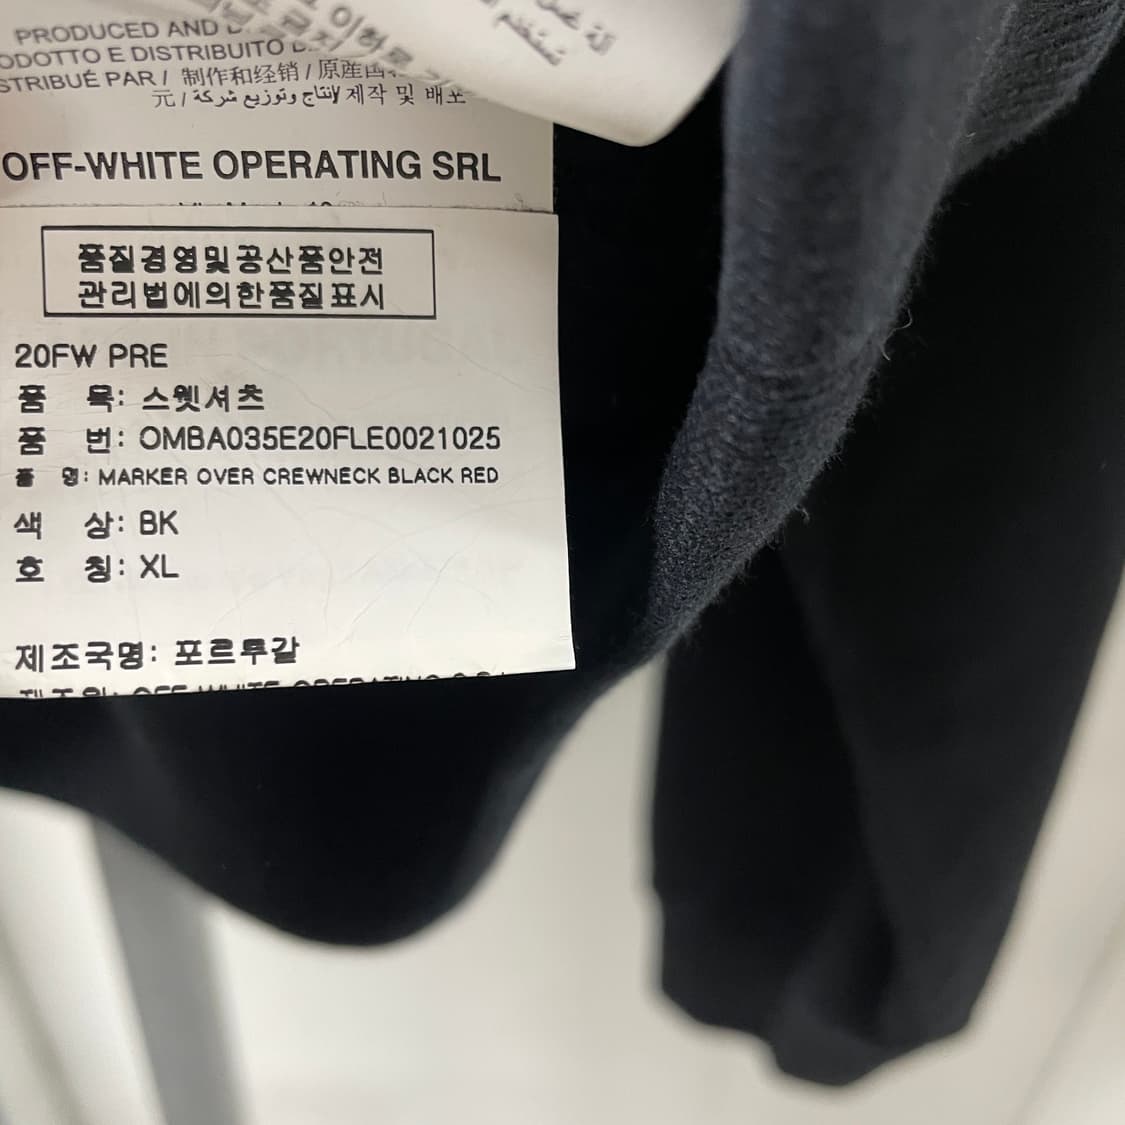 PRODUCED AND
ODOTTO E DISTRIBUITO
STRIBUÉ PAR / 制作和经销 / 原産国
元 / إنتاج وتوزيع شركة / 제작 및 배포
OFF-WHITE OPERATING SRL
품질경영및공산품안전
관리법에의한품질표시
20FW PRE
품 목: 스웻셔츠
품 번: OMBA035E20FLE0021025
품 명: MARKER OVER CREWNECK BLACK RED
색 상: BK
호 칭: XL
제조국명: 포르투갈